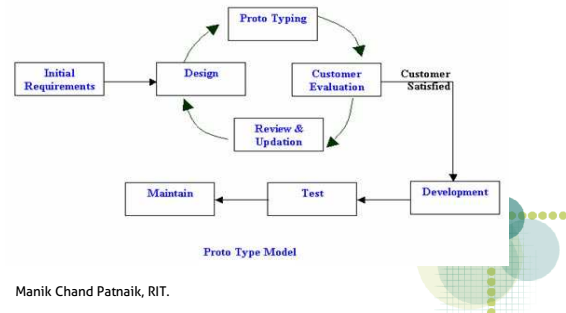 Proto Typing
Initial
Requirements
Design
Customer
Evaluation
Customer
Satisfied
Review &
Updation
Maintain
Test
Development
Proto Type Model
Manik Chand Patnaik, RIT.